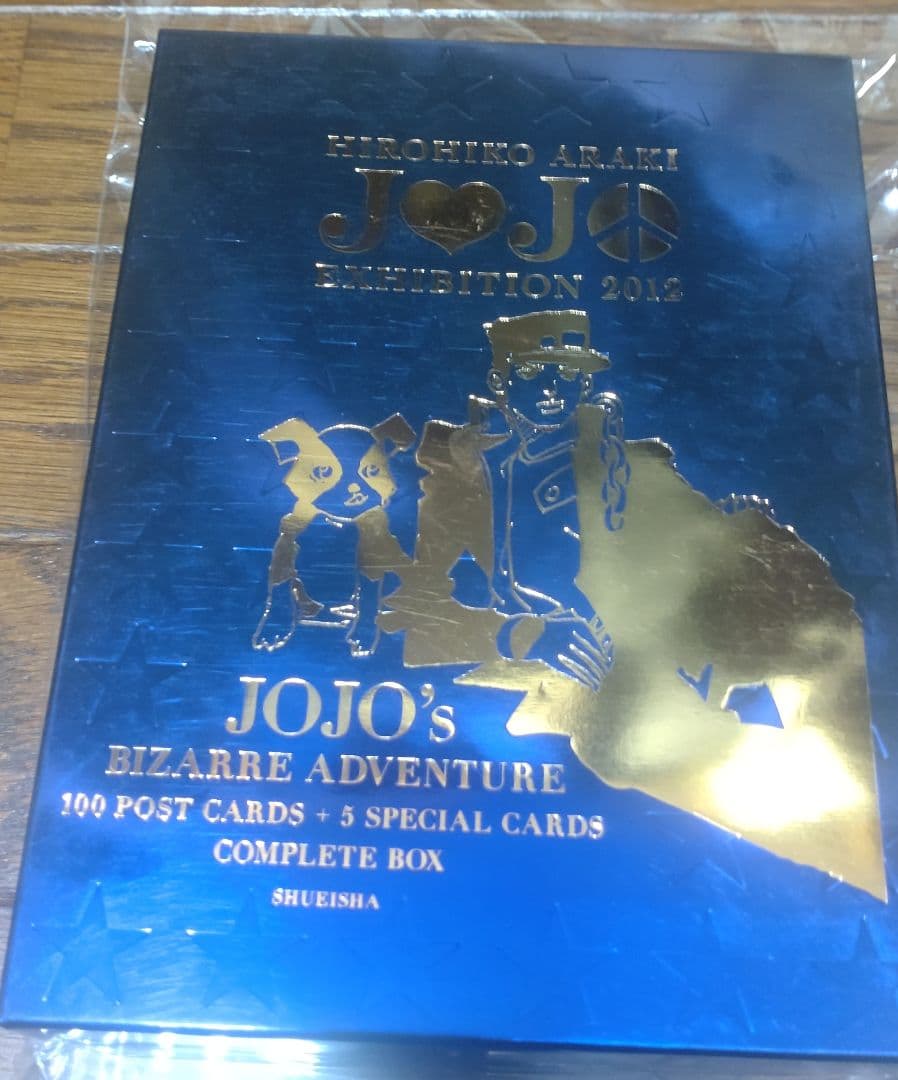 HIROHIKO ARAKI
JOJO
EXHIBITION 2012
JOJO's
BIZARRE ADVENTURE
100 POST CARDS + 5 SPECIAL CARDS
COMPLETE BOX
SHUEISHA